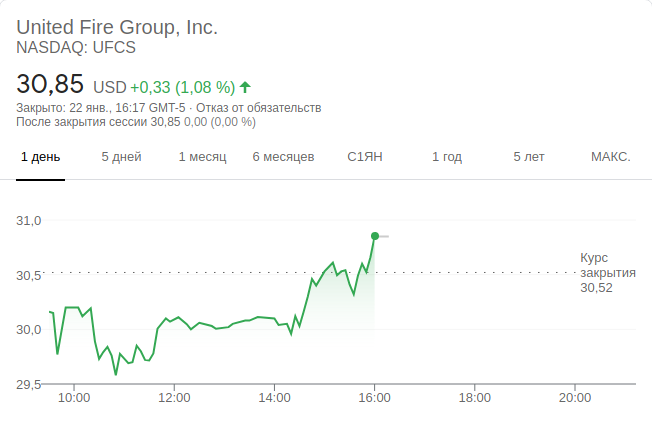 United Fire Group, Inc.
NASDAQ: UFCS
30,85 USD +0,33 (1,08 %)
Закрыто: 22 янв., 16:17 GMT-5 · Отказ от обязательств
После закрытия сессии 30,85 0,00 (0,00 %)
1 день 5 дней 1 месяц 6 месяцев С1ЯН 1 год 5 лет МАКС.
31,0
Курс
30,5 закрытия
30,52
30,0
29,5
10:00 12:00 14:00 16:00 18:00 20:00